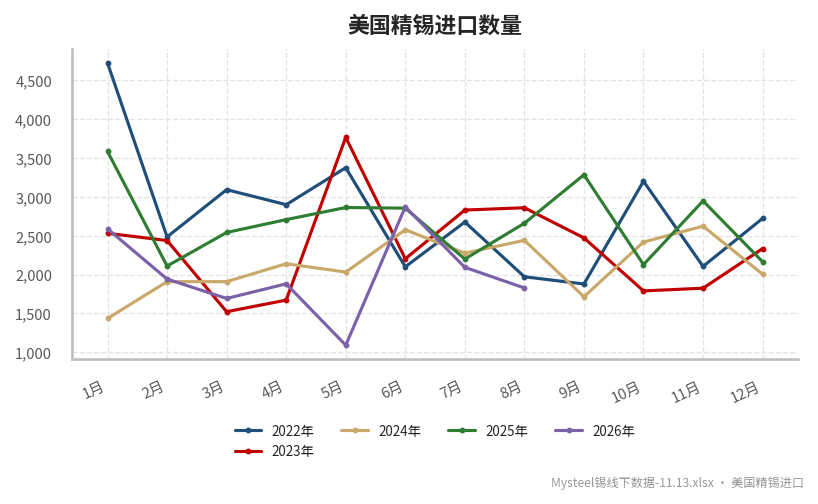 美国精锡进口数量
4,500
4,000
3,500
3,000
2,500
2,000
1,500
1,000
1月 2月 3月 4月 5月 6月 7月 8月 9月 10月 11月 12月
2022年 2024年 2025年 2026年
2023年
Mysteel锡线下数据-11.13.xlsx · 美国精锡进口